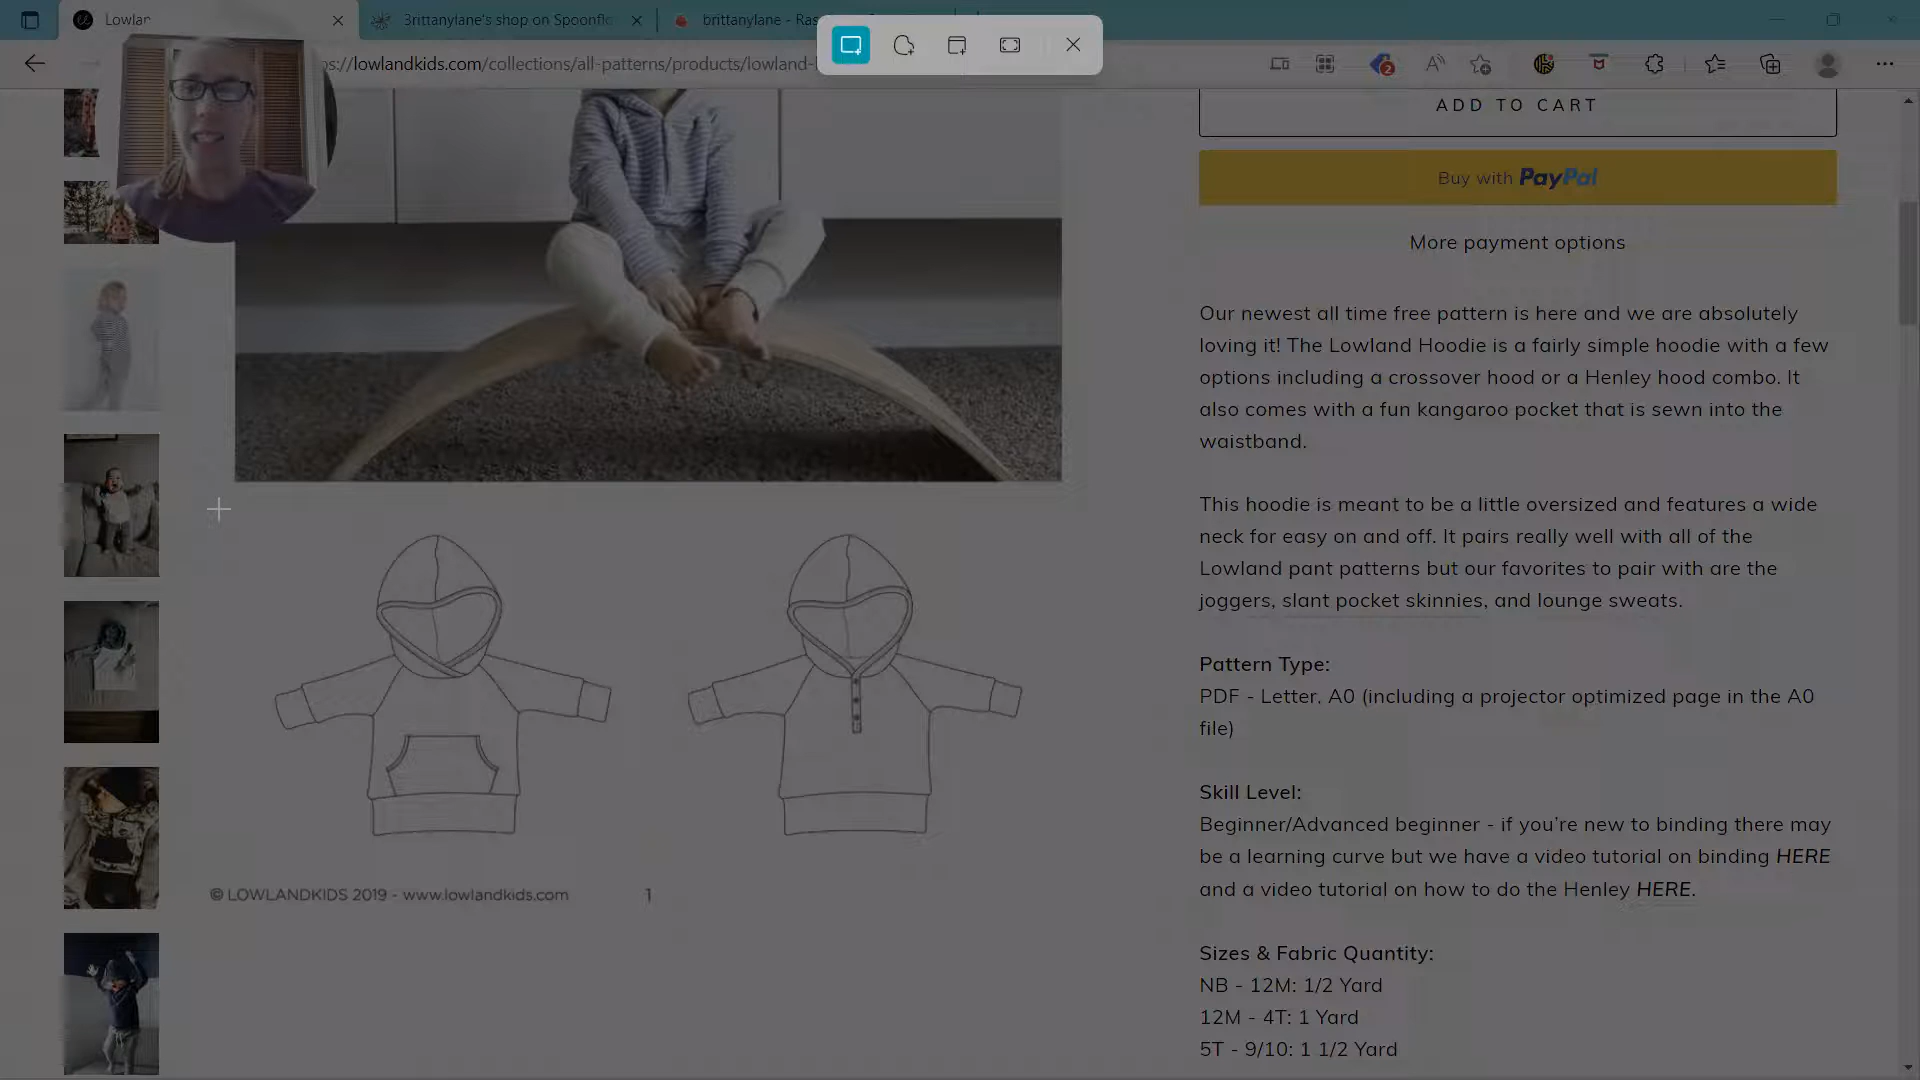 Lowlan
Brittanylane's shop on Spoonflo
brittanylane - Ras
s://lowlandkids.com/collections/all-patterns/products/lowland-
2
ADD TO CART
Buy with PayPal
More payment options
Our newest all time free pattern is here and we are absolutely
loving it! The Lowland Hoodie is a fairly simple hoodie with a few
options including a crossover hood or a Henley hood combo. It
also comes with a fun kangaroo pocket that is sewn into the
waistband.
This hoodie is meant to be a little oversized and features a wide
neck for easy on and off. It pairs really well with all of the
Lowland pant patterns but our favorites to pair with are the
joggers, slant pocket skinnies, and lounge sweats.
Pattern Type:
PDF - Letter, A0 (including a projector optimized page in the A0
file)
Skill Level:
Beginner/Advanced beginner - if you're new to binding there may
be a learning curve but we have a video tutorial on binding HERE
and a video tutorial on how to do the Henley HERE.
Sizes & Fabric Quantity:
NB - 12M: 1/2 Yard
12M - 4T: 1 Yard
5T - 9/10: 1 1/2 Yard
© LOWLANDKIDS 2019 - www.lowlandkids.com 1